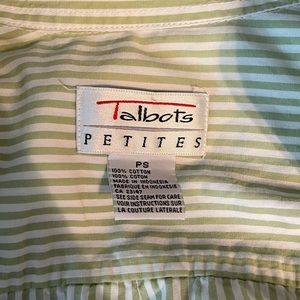 Talbots
PETITES
PS
100% COTTON
100% COTON
MADE IN INDONESIA
FABRIQUE EN INDONESIE
CA 23197
SEE SIDE SEAM FOR CARE
VOIR INSTRUCTIONS SUR
LA COUTURE LATERALE